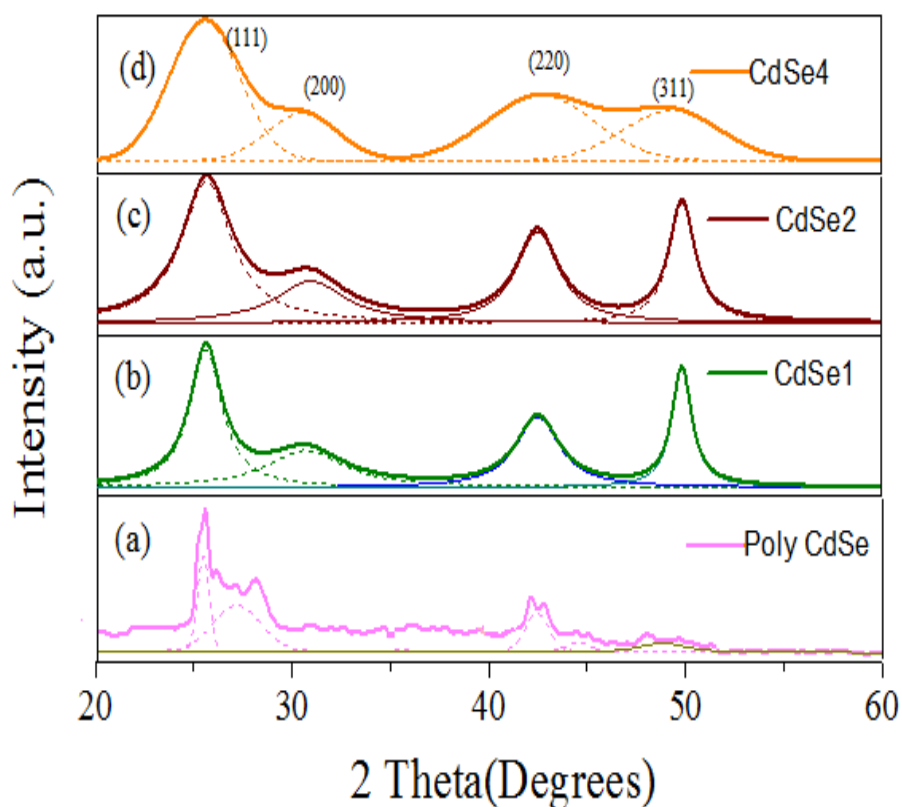 (d)
(111)
(200)
(220)
(311)
CdSe4
(c)
CdSe2
(b)
CdSe1
(a)
Poly CdSe
Intensity (a.u.)
20
30
40
50
60
2 Theta(Degrees)